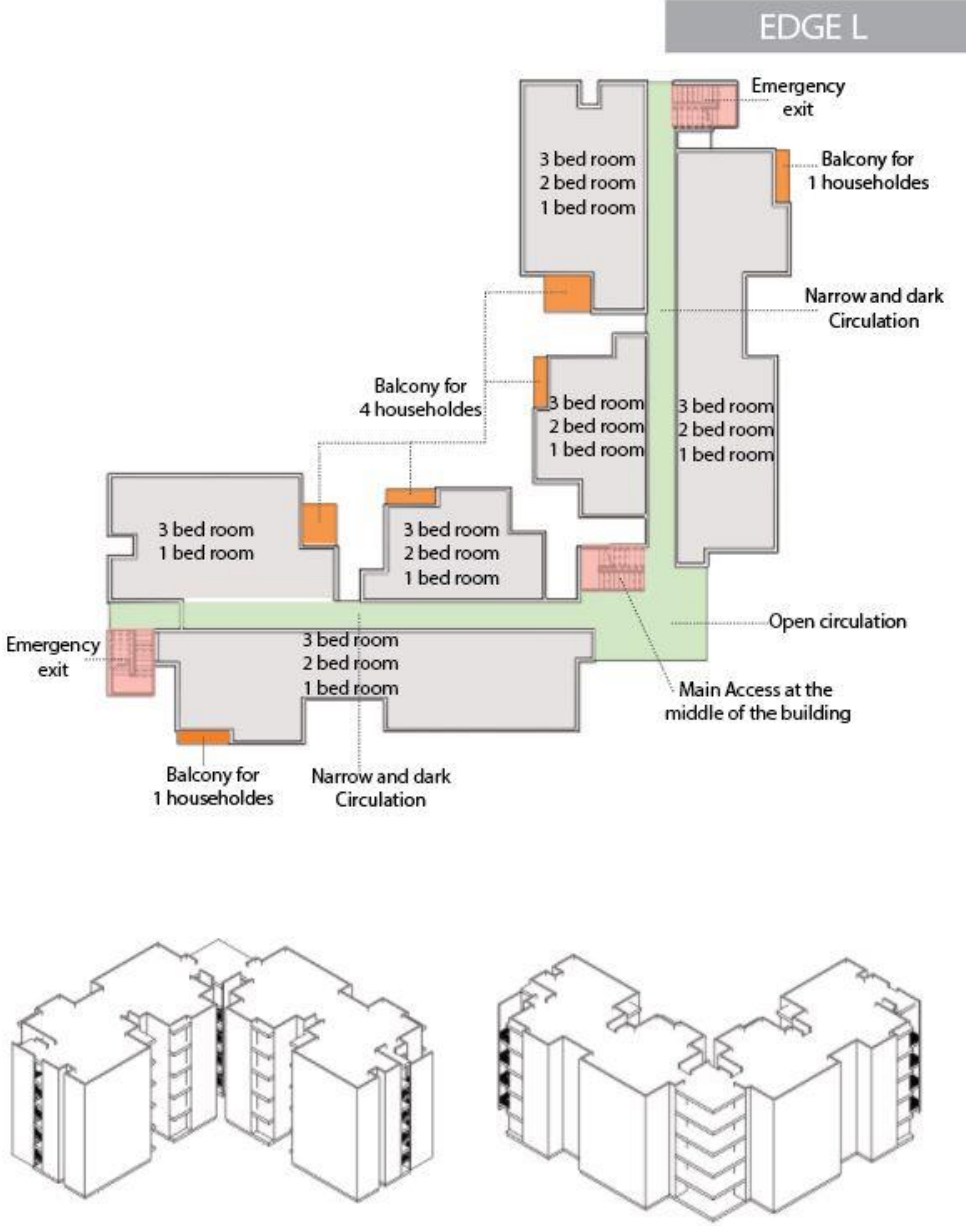 EDGE L
Emergency
exit
3 bed room
2 bed room
1 bed room
Balcony for
1 householdes
Narrow and dark
Circulation
Balcony for
4 householdes
3 bed room
2 bed room
1 bed room
3 bed room
2 bed room
1 bed room
3 bed room
1 bed room
3 bed room
2 bed room
1 bed room
Open circulation
Emergency
exit
3 bed room
2 bed room
1 bed room
Main Access at the
middle of the building
Balcony for
1 householdes
Narrow and dark
Circulation